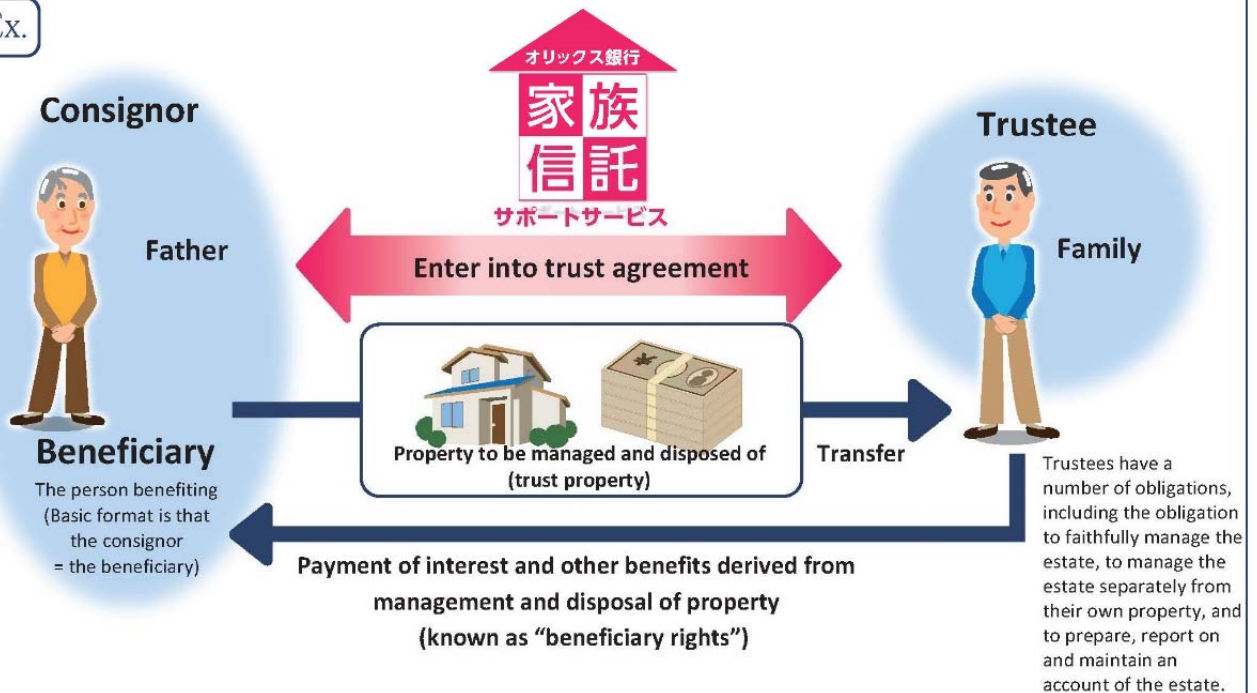 Ex.
オリックス銀行
家族
信託
サポートサービス
Consignor
Father
Enter into trust agreement
Trustee
Family
Property to be managed and disposed of
(trust property)
Transfer
Beneficiary
The person benefiting
(Basic format is that
the consignor
= the beneficiary)
Payment of interest and other benefits derived from
management and disposal of property
(known as “beneficiary rights”)
Trustees have a
number of obligations,
including the obligation
to faithfully manage the
estate, to manage the
estate separately from
their own property, and
to prepare, report on
and maintain an
account of the estate.